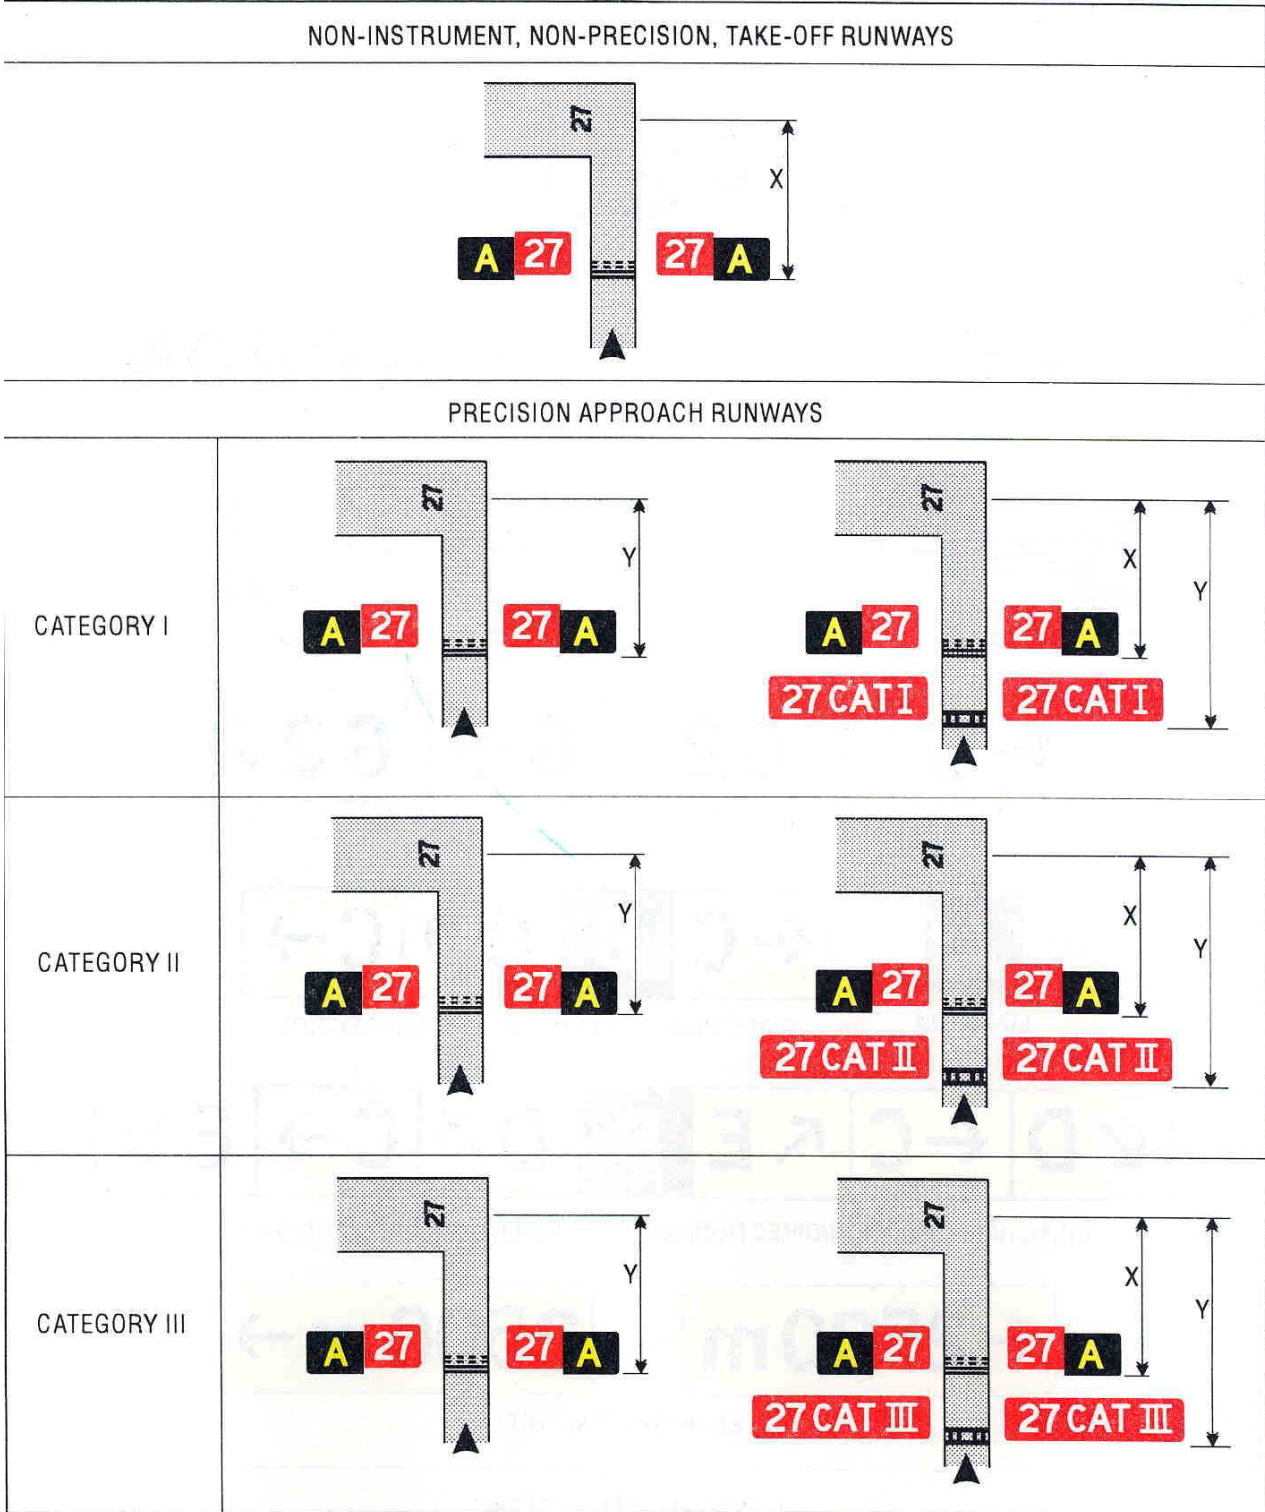 NON-INSTRUMENT, NON-PRECISION, TAKE-OFF RUNWAYS
27
X
A 27 27 A
PRECISION APPROACH RUNWAYS
CATEGORY I
27
Y
A 27 27 A
27
X
Y
A 27 27 A
27 CAT I 27 CAT I
CATEGORY II
27
Y
A 27 27 A
27
X
Y
A 27 27 A
27 CAT II 27 CAT II
CATEGORY III
27
Y
A 27 27 A
27
X
Y
A 27 27 A
27 CAT III 27 CAT III